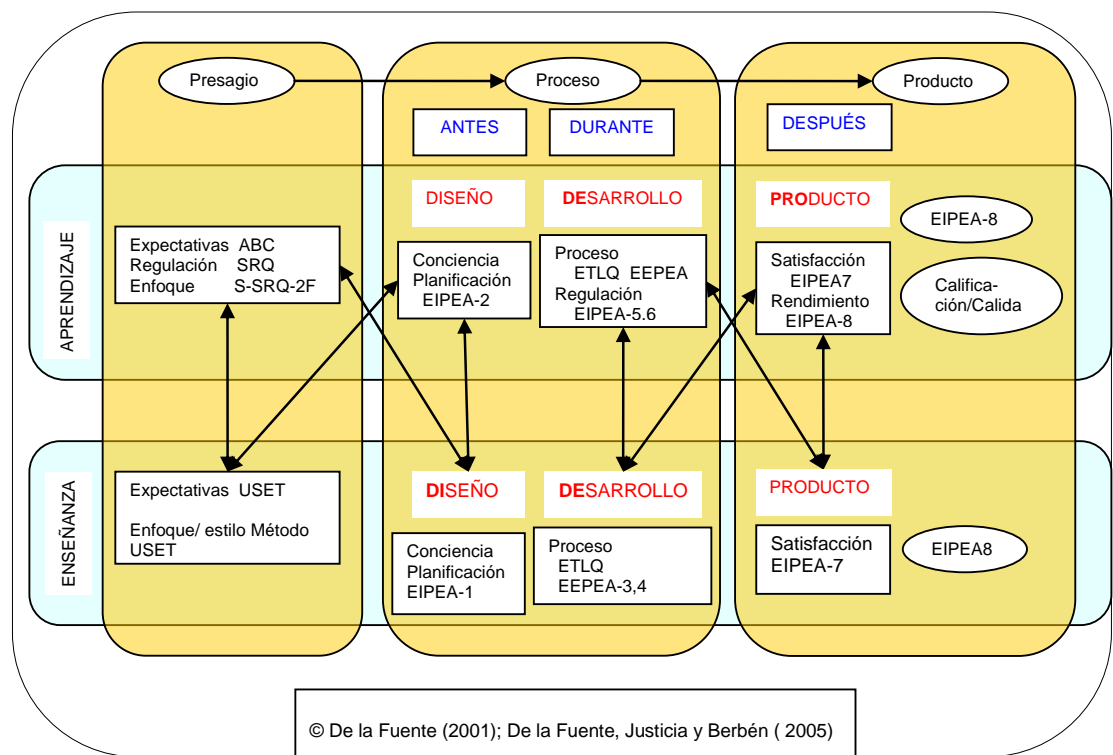 Presagio
Proceso
Producto
ANTES
DURANTE
DESPUÉS
APRENDIZAJE
DISEÑO
DESARROLLO
PRODUCTO
EIPEA-8
Expectativas ABC
Regulación SRQ
Enfoque S-SRQ-2F
Conciencia
Planificación
EIPEA-2
Proceso
ETLQ EEPEA
Regulación
EIPEA-5.6
Satisfacción
EIPEA7
Rendimiento
EIPEA-8
Califica-
ción/Calida
ENSEÑANZA
Expectativas USET
Enfoque/ estilo Método
USET
DISEÑO
DESARROLLO
PRODUCTO
Conciencia
Planificación
EIPEA-1
Proceso
ETLQ
EEPEA-3,4
Satisfacción
EIPEA-7
EIPEA8
© De la Fuente (2001); De la Fuente, Justicia y Berbén ( 2005)